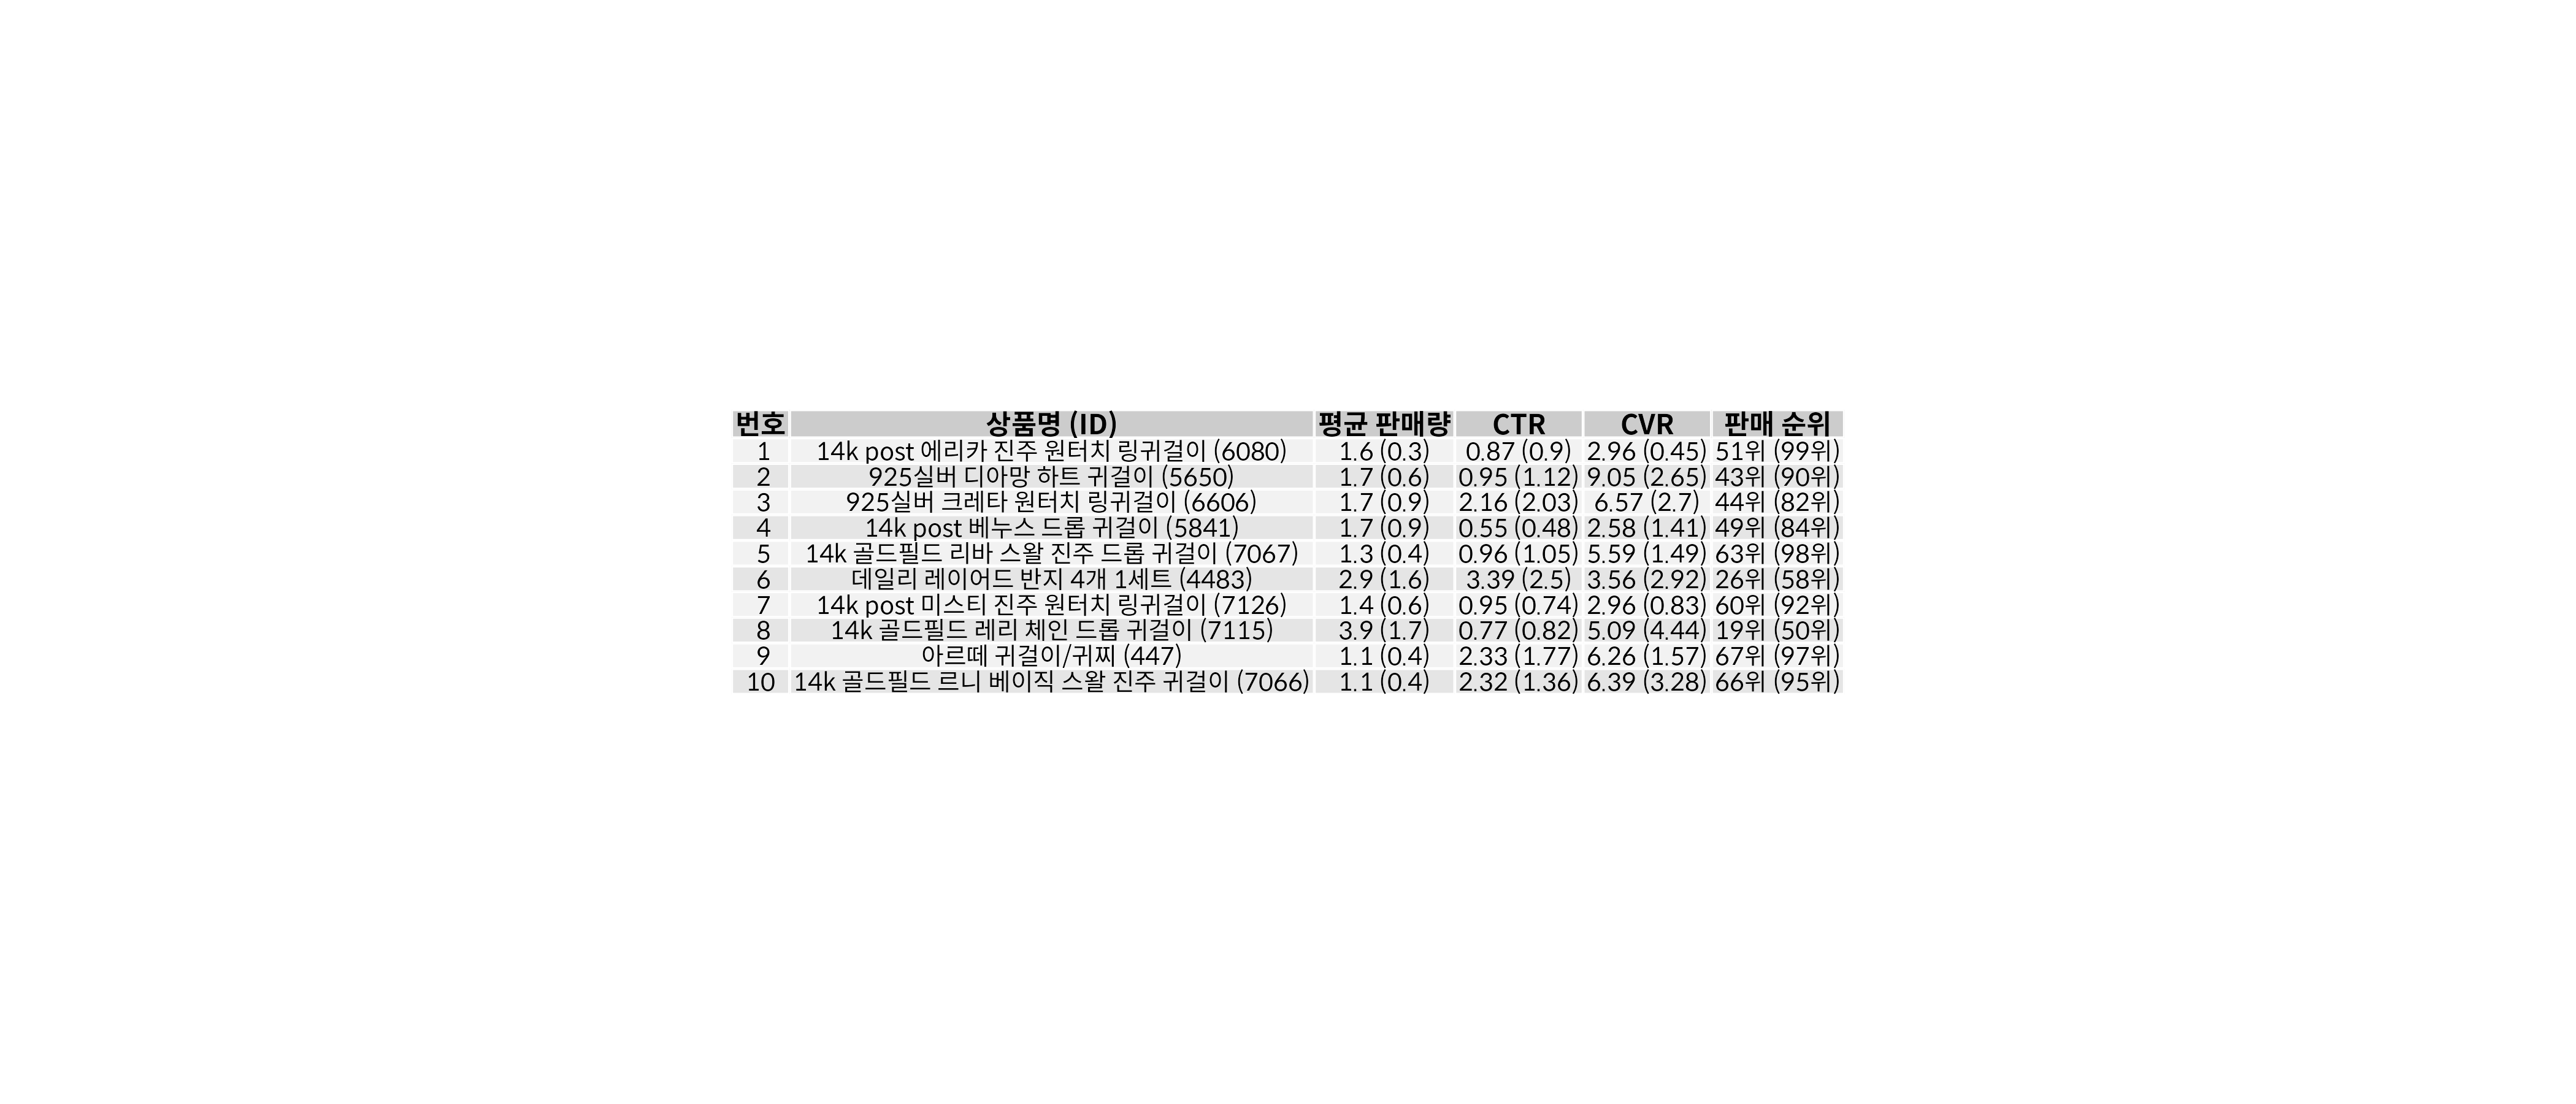 번호 상품명 (ID) 평균 판매량 CTR CVR 판매 순위
1 14k post 에리카 진주 원터치 링귀걸이 (6080) 1.6 (0.3) 0.87 (0.9) 2.96 (0.45) 51위 (99위)
2 925실버 디아망 하트 귀걸이 (5650) 1.7 (0.6) 0.95 (1.12) 9.05 (2.65) 43위 (90위)
3 925실버 크레타 원터치 링귀걸이 (6606) 1.7 (0.9) 2.16 (2.03) 6.57 (2.7) 44위 (82위)
4 14k post 베누스 드롭 귀걸이 (5841) 1.7 (0.9) 0.55 (0.48) 2.58 (1.41) 49위 (84위)
5 14k 골드필드 리바 스왈 진주 드롭 귀걸이 (7067) 1.3 (0.4) 0.96 (1.05) 5.59 (1.49) 63위 (98위)
6 데일리 레이어드 반지 4개 1세트 (4483) 2.9 (1.6) 3.39 (2.5) 3.56 (2.92) 26위 (58위)
7 14k post 미스티 진주 원터치 링귀걸이 (7126) 1.4 (0.6) 0.95 (0.74) 2.96 (0.83) 60위 (92위)
8 14k 골드필드 레리 체인 드롭 귀걸이 (7115) 3.9 (1.7) 0.77 (0.82) 5.09 (4.44) 19위 (50위)
9 아르떼 귀걸이/귀찌 (447) 1.1 (0.4) 2.33 (1.77) 6.26 (1.57) 67위 (97위)
10 14k 골드필드 르니 베이직 스왈 진주 귀걸이 (7066) 1.1 (0.4) 2.32 (1.36) 6.39 (3.28) 66위 (95위)